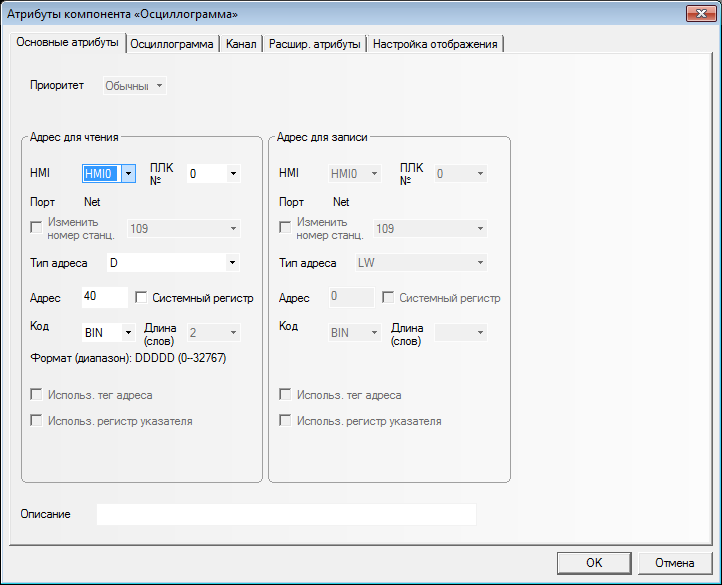 Атрибуты компонента «Осциллограмма»
Основные атрибуты Осциллограмма Канал Расшир. атрибуты Настройка отображения
Приоритет Обычны
Адрес для чтения
HMI HMI0 ПЛК № 0
Порт Net
Изменить номер станц. 109
Тип адреса D
Адрес 40 Системный регистр
Код BIN Длина (слов) 2
Формат (диапазон): DDDDD (0--32767)
Использ. тег адреса
Использ. регистр указателя
Адрес для записи
HMI HMI0 ПЛК № 0
Порт Net
Изменить номер станц. 109
Тип адреса LW
Адрес 0 Системный регистр
Код BIN Длина (слов)
Использ. тег адреса
Использ. регистр указателя
Описание
OK Отмена